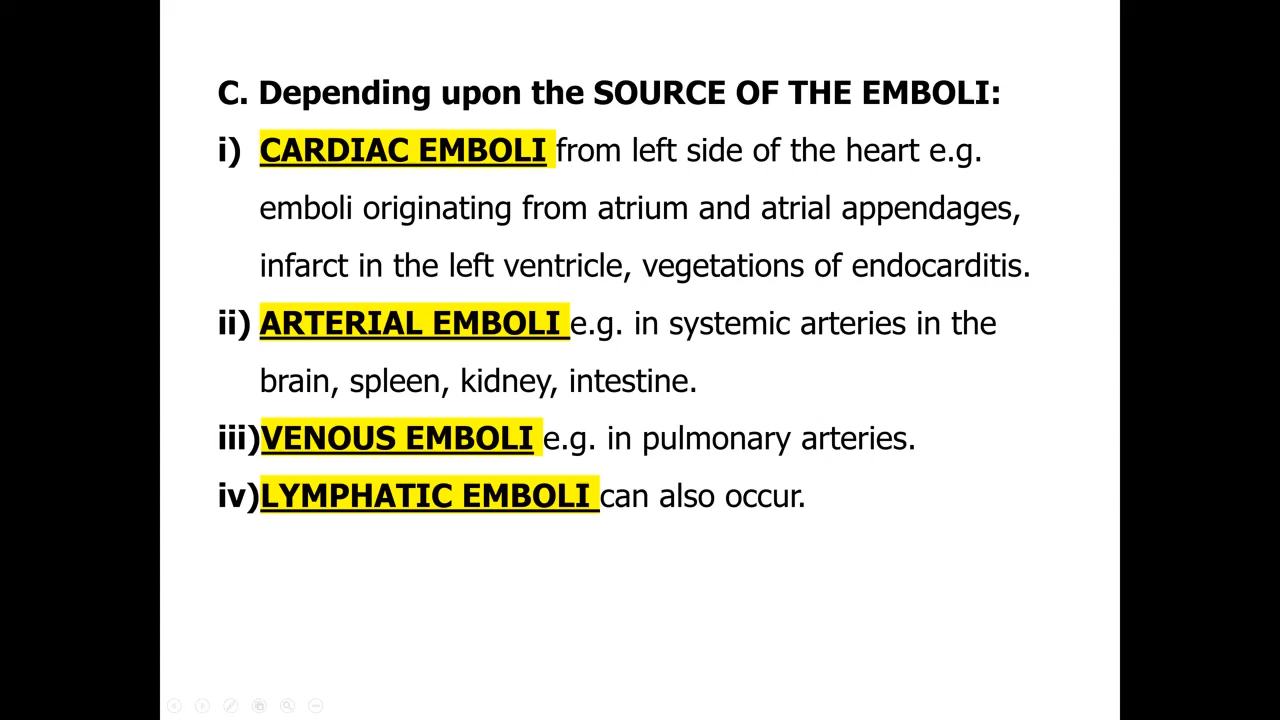 C. Depending upon the SOURCE OF THE EMBOLI:
i) CARDIAC EMBOLI from left side of the heart e.g.
emboli originating from atrium and atrial appendages,
infarct in the left ventricle, vegetations of endocarditis.
ii) ARTERIAL EMBOLI e.g. in systemic arteries in the
brain, spleen, kidney, intestine.
iii)VENOUS EMBOLI e.g. in pulmonary arteries.
iv)LYMPHATIC EMBOLI can also occur.